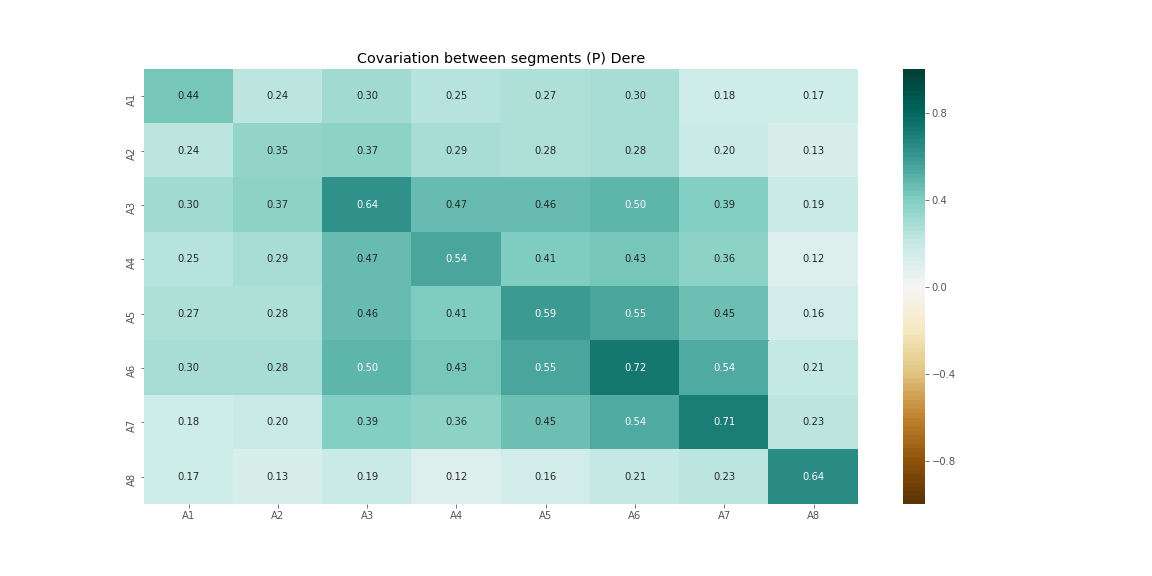 Covariation between segments (P) Dere
A1 0.44 0.24 0.30 0.25 0.27 0.30 0.18 0.17
A2 0.24 0.35 0.37 0.29 0.28 0.28 0.20 0.13
A3 0.30 0.37 0.64 0.47 0.46 0.50 0.39 0.19
A4 0.25 0.29 0.47 0.54 0.41 0.43 0.36 0.12
A5 0.27 0.28 0.46 0.41 0.59 0.55 0.45 0.16
A6 0.30 0.28 0.50 0.43 0.55 0.72 0.54 0.21
A7 0.18 0.20 0.39 0.36 0.45 0.54 0.71 0.23
A8 0.17 0.13 0.19 0.12 0.16 0.21 0.23 0.64
A1 A2 A3 A4 A5 A6 A7 A8
0.8
0.4
0.0
−0.4
−0.8